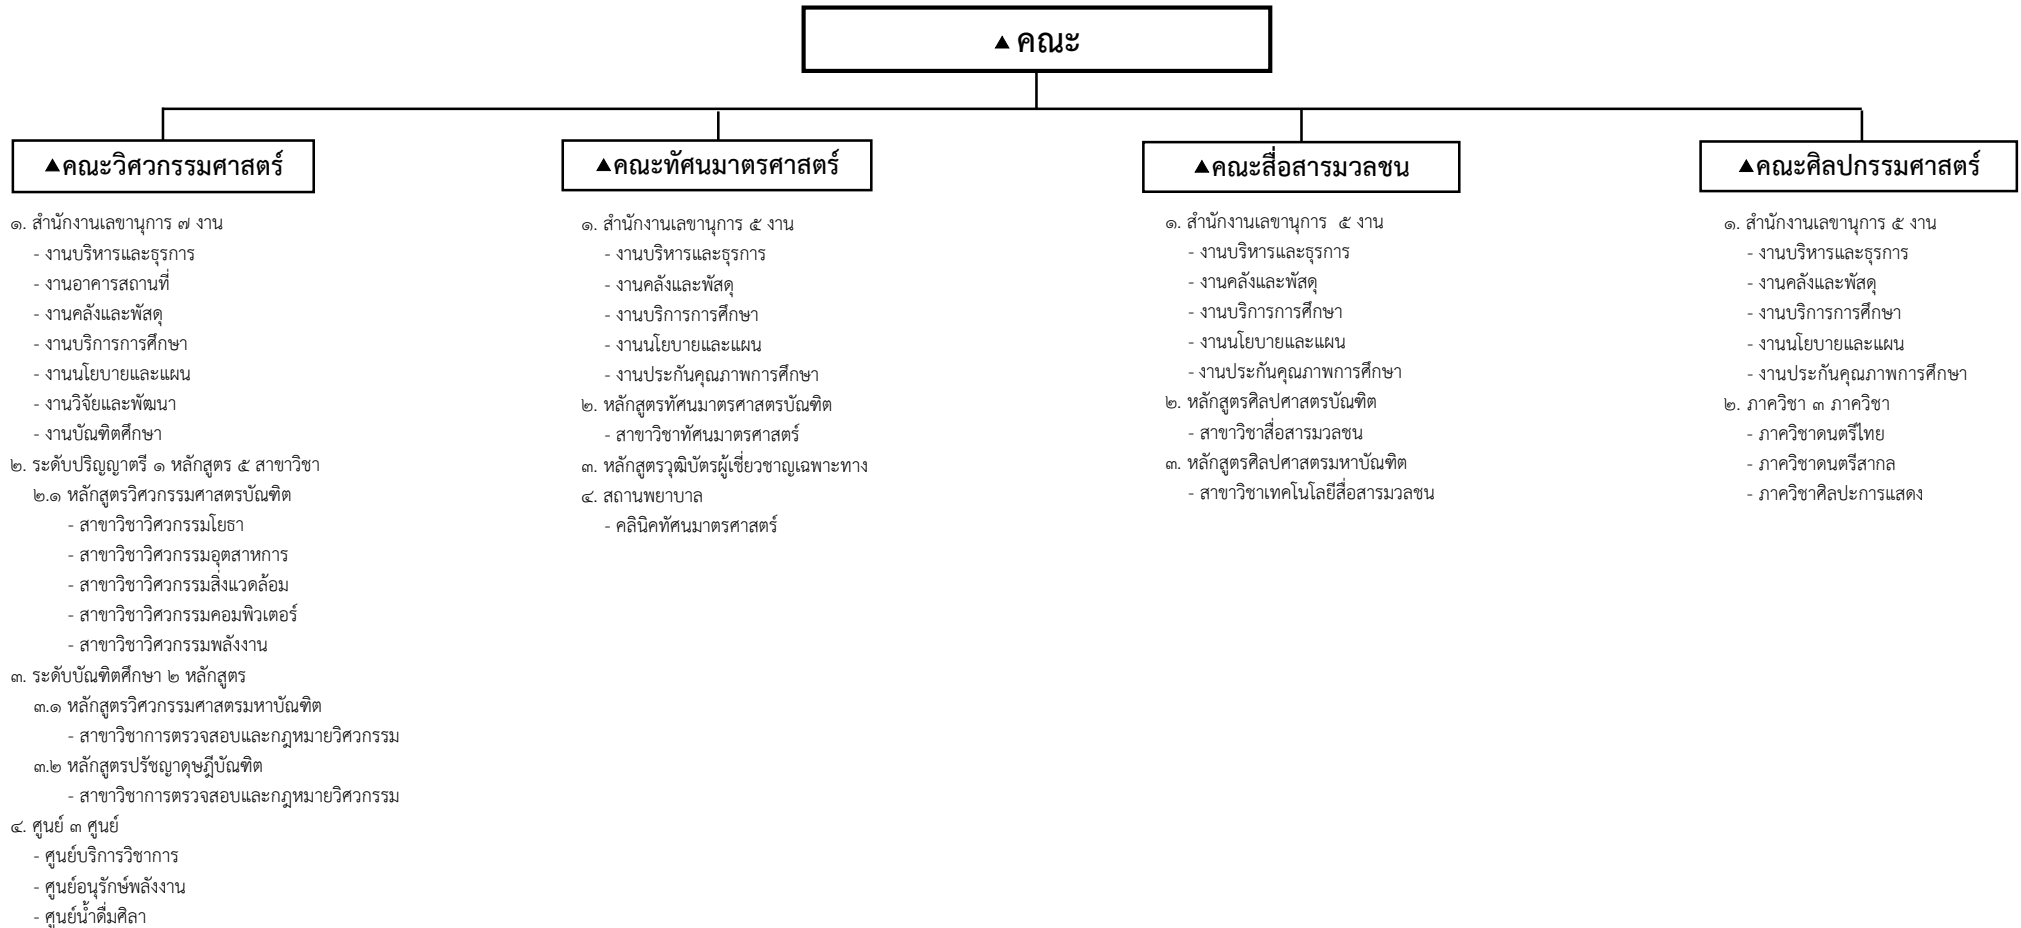 ▲ คณะ
▲คณะวิศวกรรมศาสตร์
๑. สำนักงานเลขานุการ ๗ งาน
- งานบริหารและธุรการ
- งานอาคารสถานที่
- งานคลังและพัสดุ
- งานบริการการศึกษา
- งานนโยบายและแผน
- งานวิจัยและพัฒนา
- งานบัณฑิตศึกษา
๒. ระดับปริญญาตรี ๑ หลักสูตร ๕ สาขาวิชา
๒.๑ หลักสูตรวิศวกรรมศาสตรบัณฑิต
- สาขาวิชาวิศวกรรมโยธา
- สาขาวิชาวิศวกรรมอุตสาหการ
- สาขาวิชาวิศวกรรมสิ่งแวดล้อม
- สาขาวิชาวิศวกรรมคอมพิวเตอร์
- สาขาวิชาวิศวกรรมพลังงาน
๓. ระดับบัณฑิตศึกษา ๒ หลักสูตร
๓.๑ หลักสูตรวิศวกรรมศาสตรมหาบัณฑิต
- สาขาวิชาการตรวจสอบและกฎหมายวิศวกรรม
๓.๒ หลักสูตรปรัชญาดุษฎีบัณฑิต
- สาขาวิชาการตรวจสอบและกฎหมายวิศวกรรม
๔. ศูนย์ ๓ ศูนย์
- ศูนย์บริการวิชาการ
- ศูนย์อนุรักษ์พลังงาน
- ศูนย์น้ำดื่มศิลา
▲คณะทัศนมาตรศาสตร์
๑. สำนักงานเลขานุการ ๕ งาน
- งานบริหารและธุรการ
- งานคลังและพัสดุ
- งานบริการการศึกษา
- งานนโยบายและแผน
- งานประกันคุณภาพการศึกษา
๒. หลักสูตรทัศนมาตรศาสตรบัณฑิต
- สาขาวิชาทัศนมาตรศาสตร์
๓. หลักสูตรวุฒิบัตรผู้เชี่ยวชาญเฉพาะทาง
๔. สถานพยาบาล
- คลินิคทัศนมาตรศาสตร์
▲คณะสื่อสารมวลชน
๑. สำนักงานเลขานุการ ๕ งาน
- งานบริหารและธุรการ
- งานคลังและพัสดุ
- งานบริการการศึกษา
- งานนโยบายและแผน
- งานประกันคุณภาพการศึกษา
๒. หลักสูตรศิลปศาสตรบัณฑิต
- สาขาวิชาสื่อสารมวลชน
๓. หลักสูตรศิลปศาสตรมหาบัณฑิต
- สาขาวิชาเทคโนโลยีสื่อสารมวลชน
▲คณะศิลปกรรมศาสตร์
๑. สำนักงานเลขานุการ ๕ งาน
- งานบริหารและธุรการ
- งานคลังและพัสดุ
- งานบริการการศึกษา
- งานนโยบายและแผน
- งานประกันคุณภาพการศึกษา
๒. ภาควิชา ๓ ภาควิชา
- ภาควิชาดนตรีไทย
- ภาควิชาดนตรีสากล
- ภาควิชาศิลปะการแสดง